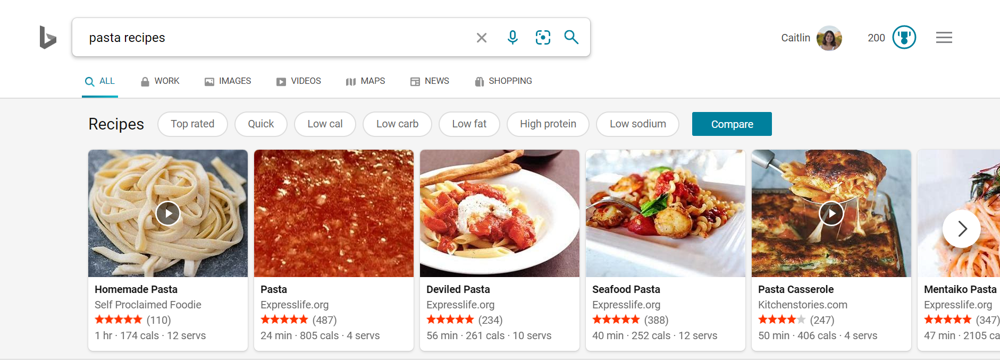 pasta recipes
Caitlin
200
ALL
WORK
IMAGES
VIDEOS
MAPS
NEWS
SHOPPING
Recipes
Top rated
Quick
Low cal
Low carb
Low fat
High protein
Low sodium
Compare
Homemade Pasta
Self Proclaimed Foodie
(110)
1 hr · 174 cals · 12 servs
Pasta
Expresslife.org
(487)
24 min · 805 cals · 4 servs
Deviled Pasta
Expresslife.org
(234)
56 min · 261 cals · 10 servs
Seafood Pasta
Expresslife.org
(388)
40 min · 252 cals · 12 servs
Pasta Casserole
Kitchenstories.com
(247)
50 min · 406 cals · 4 servs
Mentaiko Pasta
Expresslife.org
(347)
47 min · 2105 ca